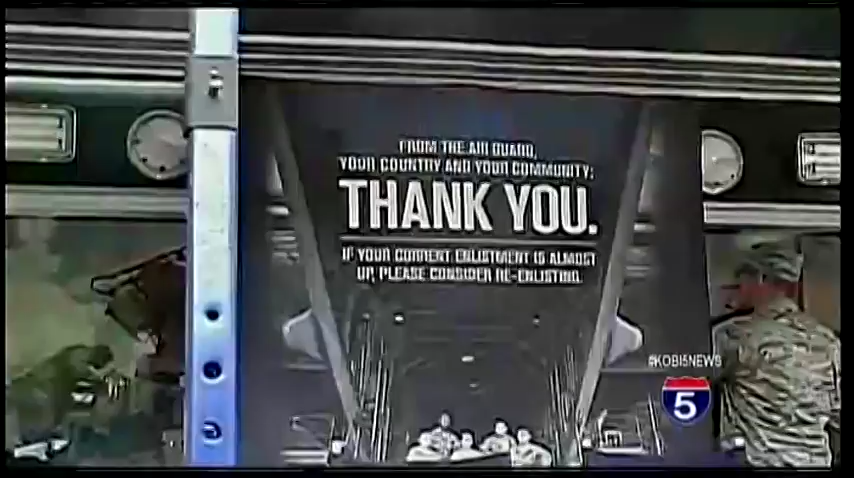 FROM THE AIR GUARD,
YOUR COUNTRY AND YOUR COMMUNITY:
THANK YOU.
IF YOUR CURRENT ENLISTMENT IS ALMOST
UP, PLEASE CONSIDER RE-ENLISTING.
#KOBI5NEWS
5